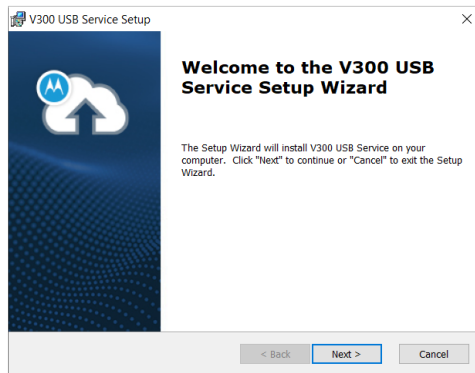 V300 USB Service Setup
Welcome to the V300 USB
Service Setup Wizard
The Setup Wizard will install V300 USB Service on your
computer. Click "Next" to continue or "Cancel" to exit the Setup
Wizard.
< Back Next > Cancel